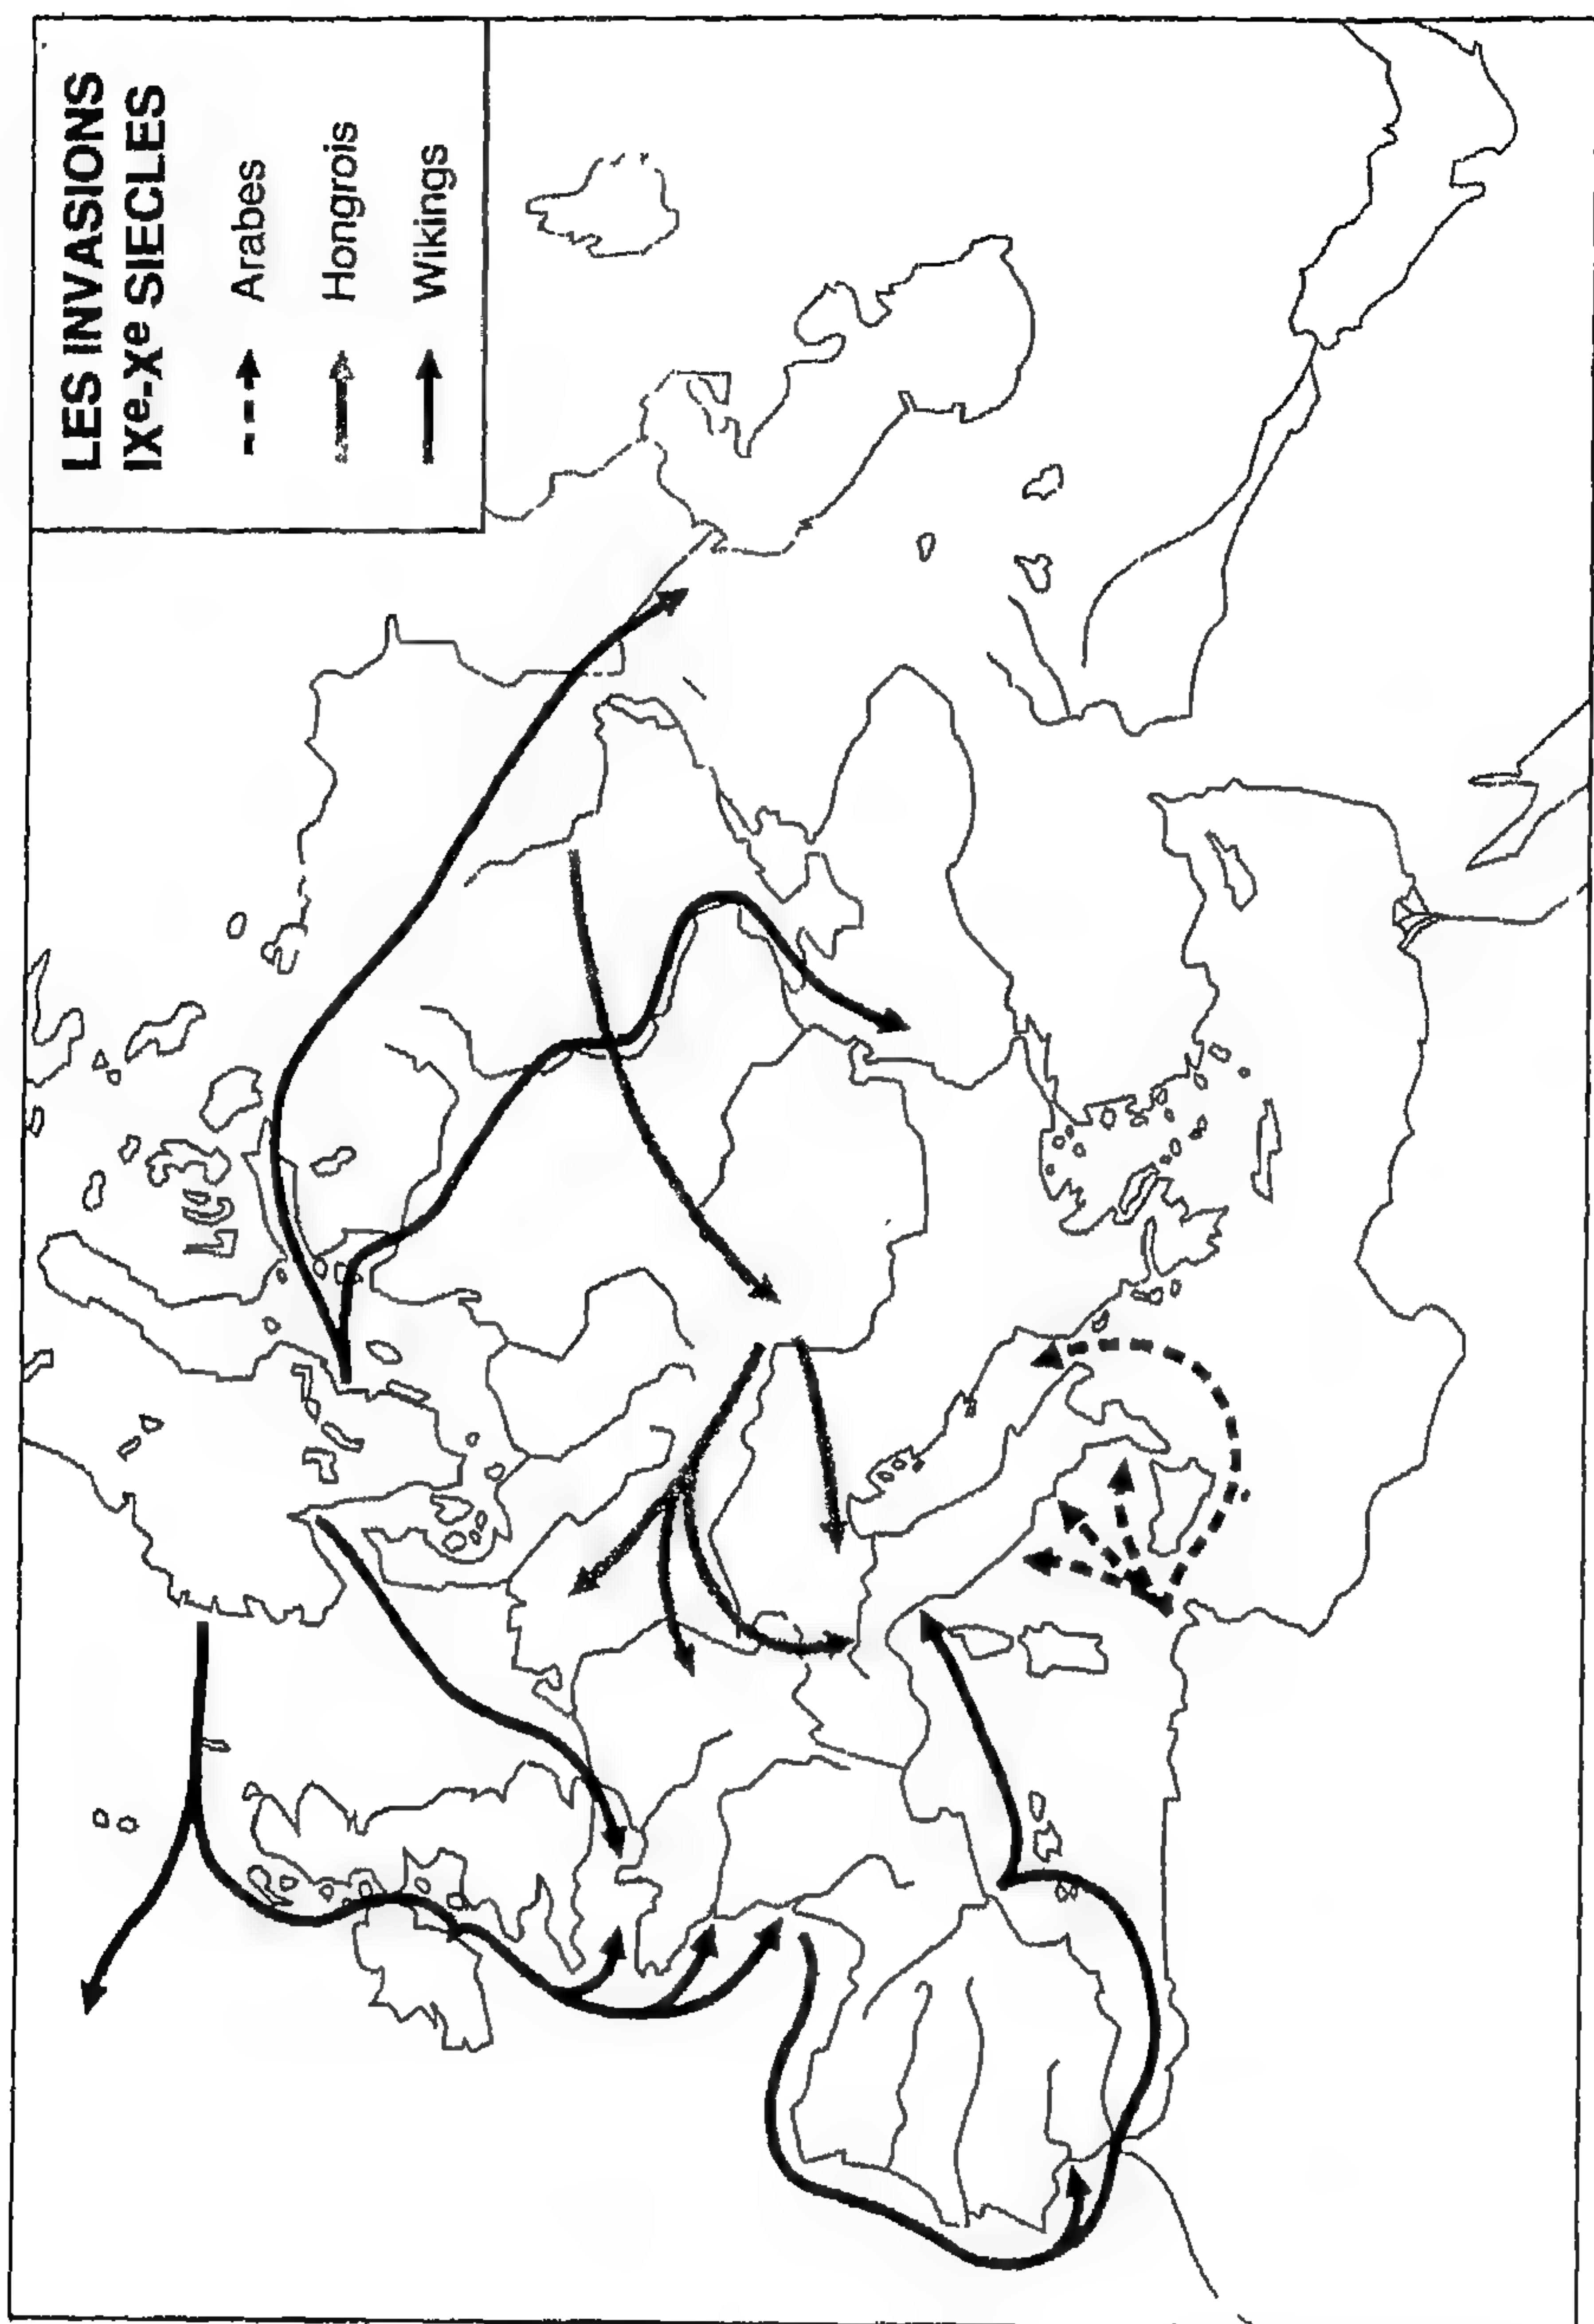 LES INVASIONS
IXe-Xe SIECLES
Arabes
Hongrois
Wikings